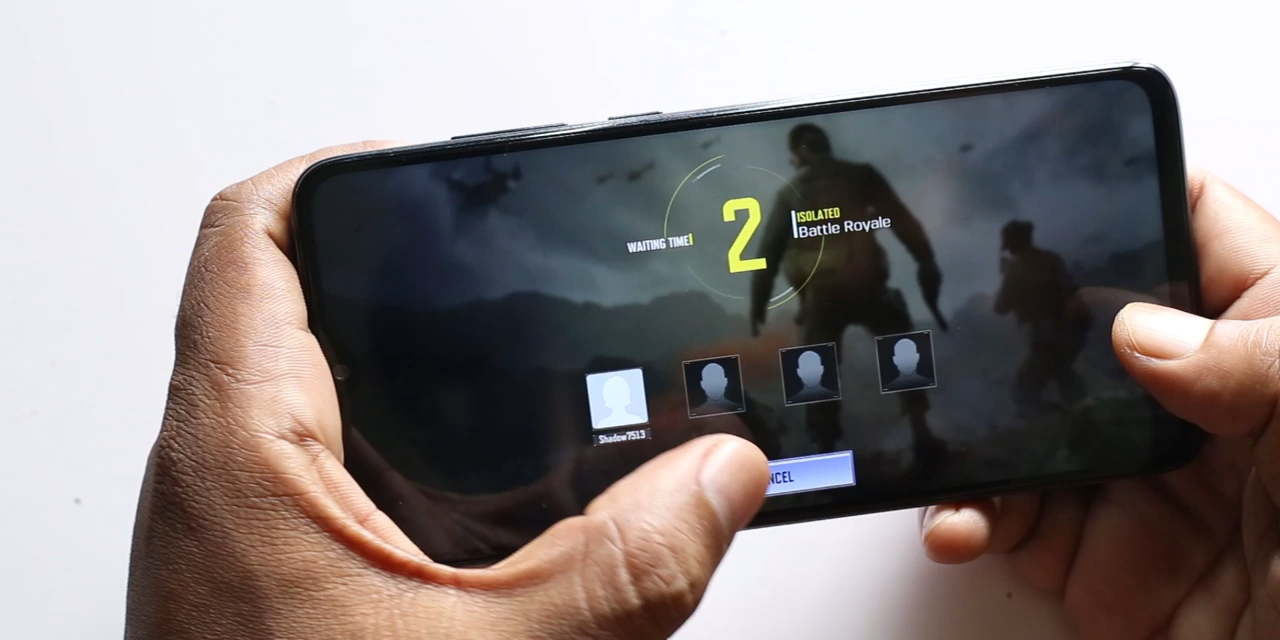 WAITING TIME
2
ISOLATED
Battle Royale
Shadow7513
NCEL